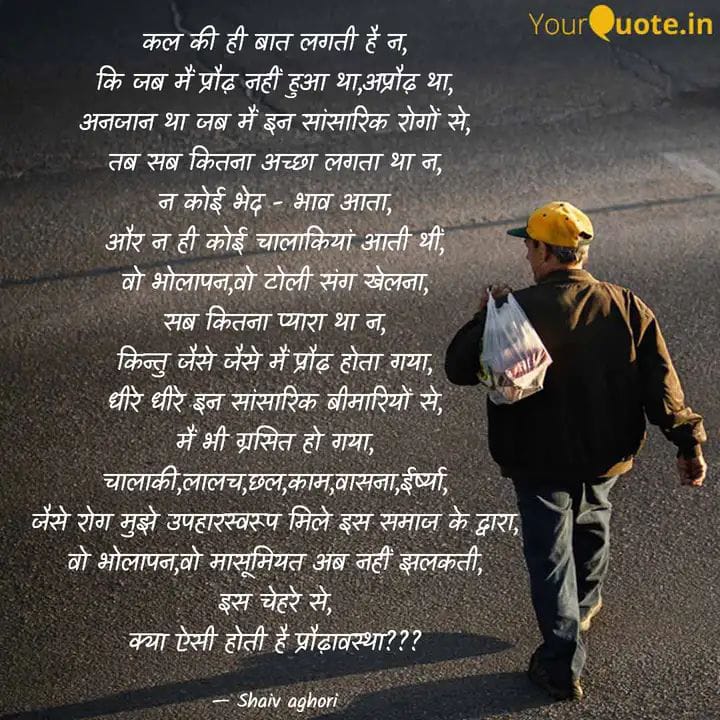 YourQuote.in
कल की ही बात लगती है न,
कि जब मैं प्रौढ़ नहीं हुआ था,अप्रौढ़ था,
अनजान था जब मैं इन सांसारिक रोगों से,
तब सब कितना अच्छा लगता था न,
न कोई भेद - भाव आता,
और न ही कोई चालाकियां आती थीं,
वो भोलापन,वो टोली संग खेलना,
सब कितना प्यारा था न,
किन्तु जैसे जैसे मैं प्रौढ़ होता गया,
धीरे धीरे इन सांसारिक बीमारियों से,
मैं भी ग्रसित हो गया,
चालाकी,लालच,छल,काम,वासना,ईर्ष्या,
जैसे रोग मुझे उपहारस्वरूप मिले इस समाज के द्वारा,
वो भोलापन,वो मासूमियत अब नहीं झलकती,
इस चेहरे से,
क्या ऐसी होती है प्रौढ़ावस्था???
— Shaiv aghori